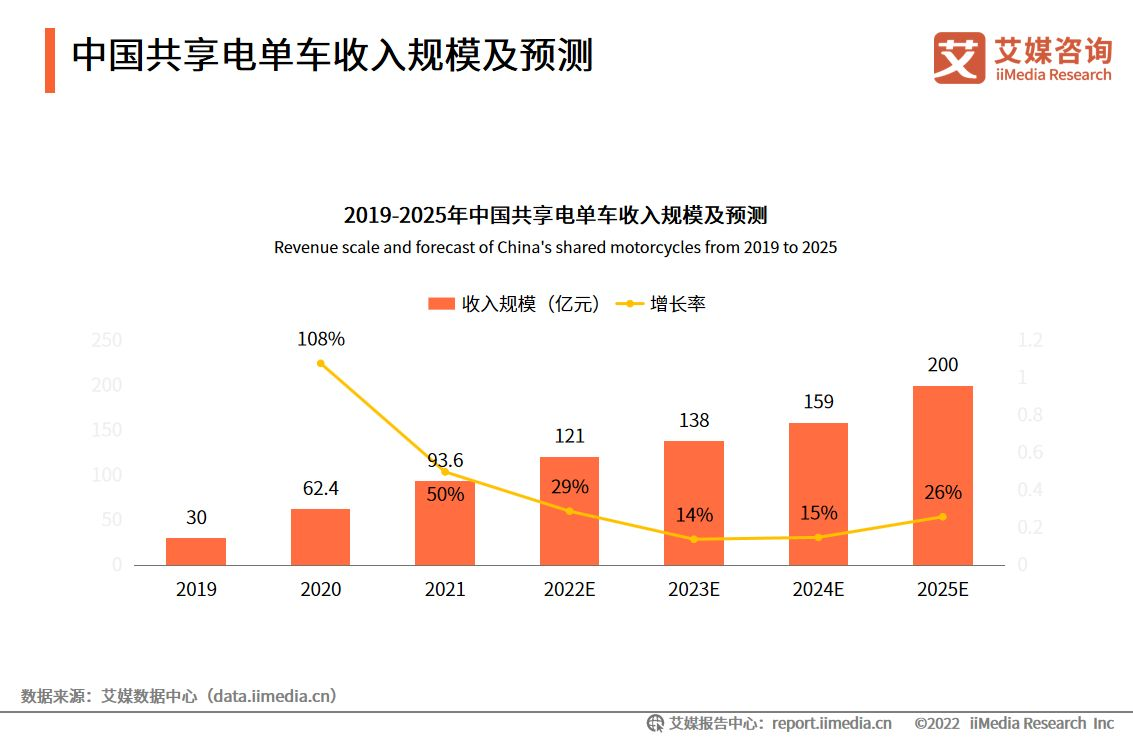 中国共享电单车收入规模及预测
艾 艾媒咨询
iiMedia Research
2019-2025年中国共享电单车收入规模及预测
Revenue scale and forecast of China's shared motorcycles from 2019 to 2025
收入规模（亿元） 增长率
250 108% 1.2
200 200 1
150 159 0.8
138
121
100 93.6 0.6
62.4 50% 29% 14% 15% 26% 0.4
50 30 0.2
0 0
2019 2020 2021 2022E 2023E 2024E 2025E
数据来源：艾媒数据中心（data.iimedia.cn）
艾媒报告中心：report.iimedia.cn ©2022 iiMedia Research Inc